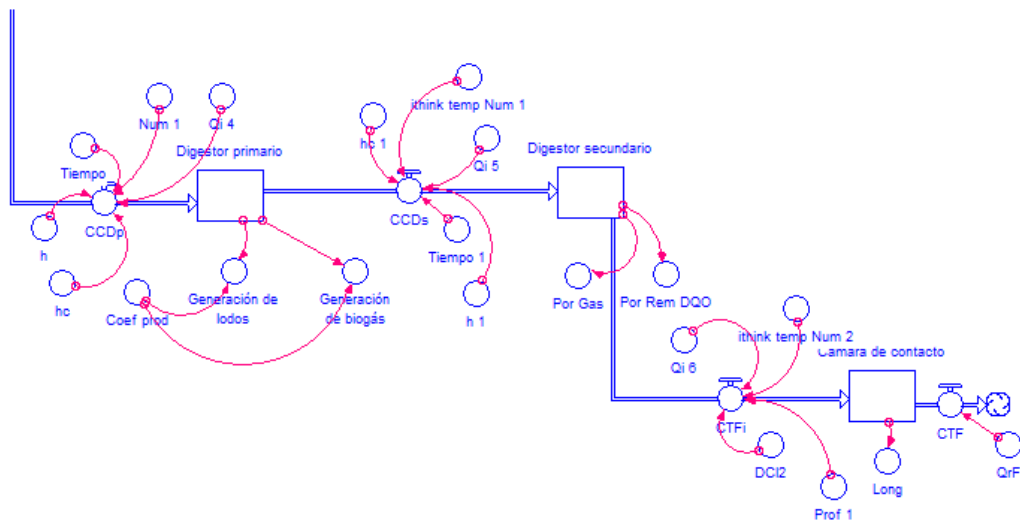 ithink temp Num 1
Num 1
Qi 4
hc 1
Digestor primario
Digestor secundario
Tiempo
Qi 5
h
CCDp
CCDs
Tiempo 1
hc
Generación de
lodos
Generación
de biogás
Coef prod
h 1
Por Gas
Por Rem DQO
ithink temp Num 2
Camara de contacto
Qi 6
CTFi
CTF
DCl2
Long
QrF
Prof 1